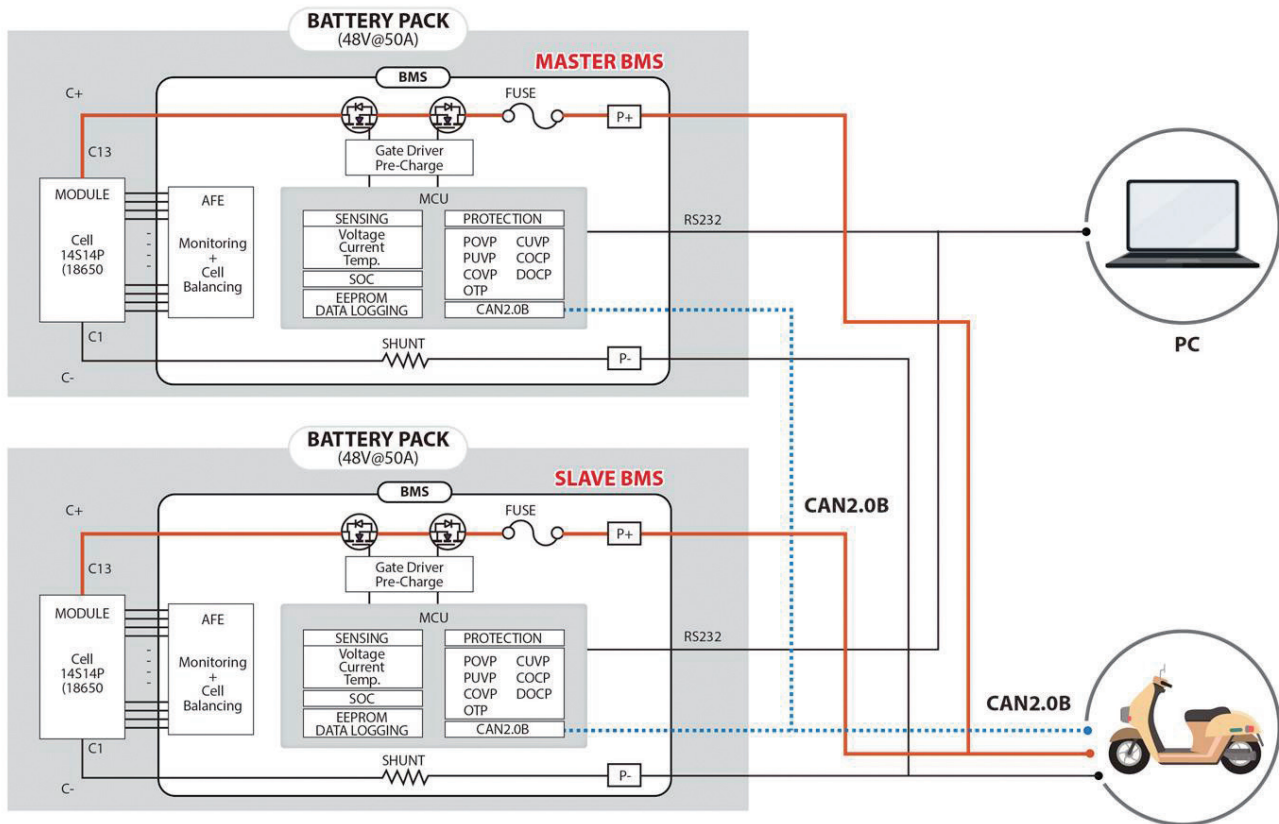 BATTERY PACK
(48V@50A)
MASTER BMS
BMS
C+
FUSE
P+
C13
Gate Driver
Pre-Charge
MODULE
Cell
14S14P
(18650
AFE
Monitoring
+
Cell
Balancing
MCU
SENSING
Voltage
Current
Temp.
SOC
EEPROM
DATA LOGGING
PROTECTION
POVP CUVP
PUVP COCP
COVP DOCP
OTP
CAN2.0B
RS232
C1
SHUNT
P-
C-
PC
BATTERY PACK
(48V@50A)
SLAVE BMS
BMS
C+
FUSE
P+
C13
Gate Driver
Pre-Charge
MODULE
Cell
14S14P
(18650
AFE
Monitoring
+
Cell
Balancing
MCU
SENSING
Voltage
Current
Temp.
SOC
EEPROM
DATA LOGGING
PROTECTION
POVP CUVP
PUVP COCP
COVP DOCP
OTP
CAN2.0B
RS232
C1
SHUNT
P-
C-
CAN2.0B
CAN2.0B